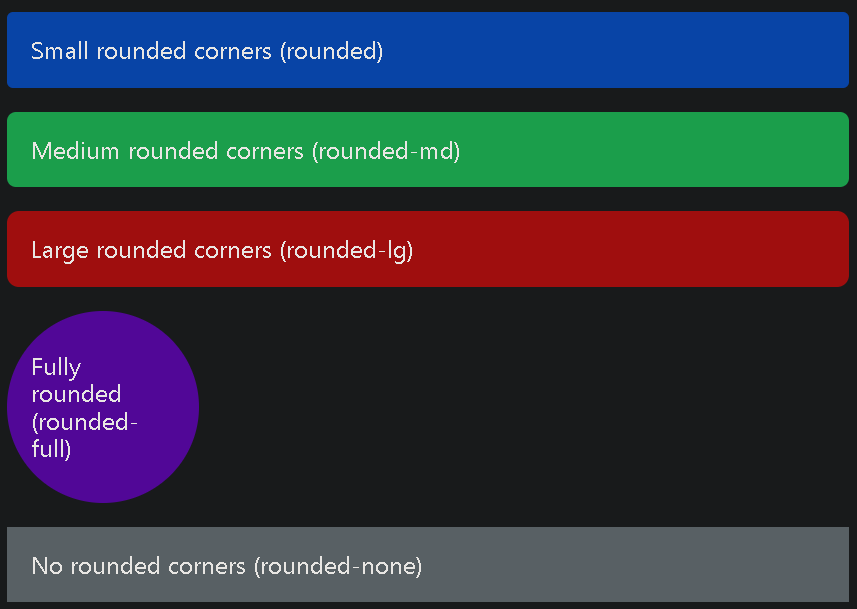 Small rounded corners (rounded)
Medium rounded corners (rounded-md)
Large rounded corners (rounded-lg)
Fully
rounded
(rounded-
full)
No rounded corners (rounded-none)